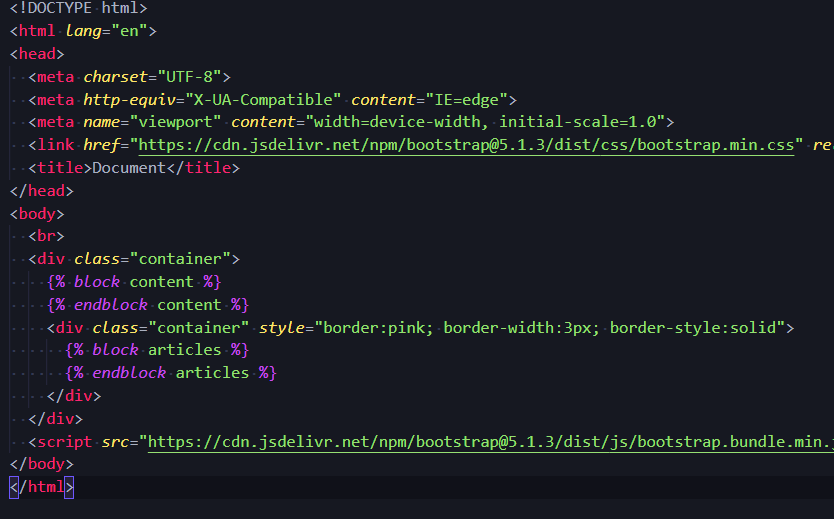 <!DOCTYPE html>
<html lang="en">
<head>
<meta charset="UTF-8">
<meta http-equiv="X-UA-Compatible" content="IE=edge">
<meta name="viewport" content="width=device-width, initial-scale=1.0">
<link href="https://cdn.jsdelivr.net/npm/bootstrap@5.1.3/dist/css/bootstrap.min.css" re
<title>Document</title>
</head>
<body>
<br>
<div class="container">
{% block content %}
{% endblock content %}
<div class="container" style="border:pink; border-width:3px; border-style:solid">
{% block articles %}
{% endblock articles %}
</div>
</div>
<script src="https://cdn.jsdelivr.net/npm/bootstrap@5.1.3/dist/js/bootstrap.bundle.min.j
</body>
</html>